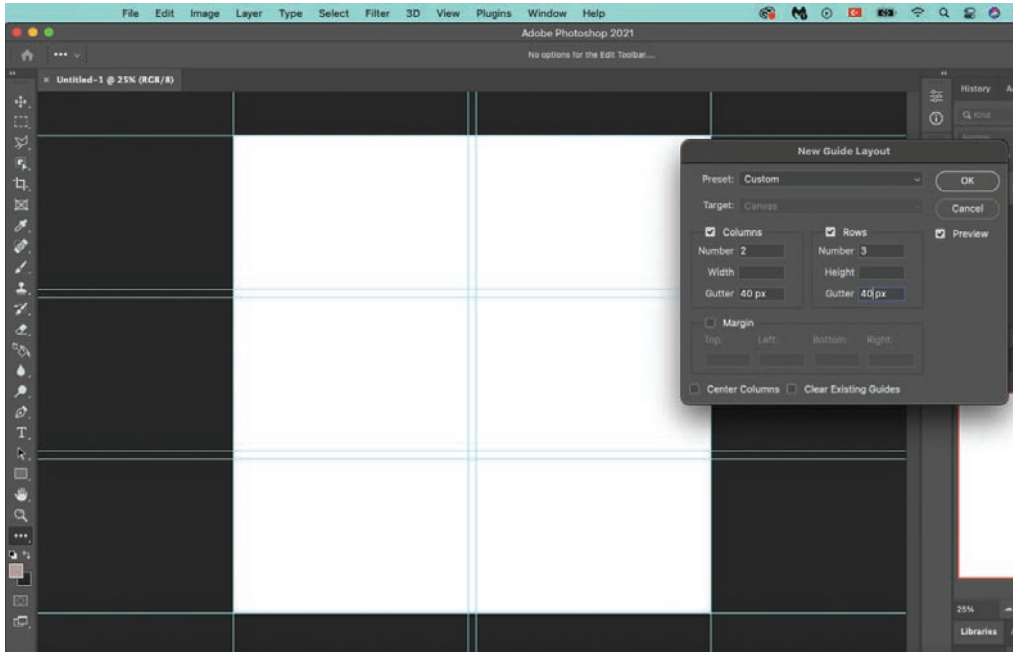 File Edit Image Layer Type Select Filter 3D View Plugins Window Help
Adobe Photoshop 2021
No options for the Edit Toolbar....
× Untitled-1 @ 25% (RGB/8)
History
Kind
Normal
New Guide Layout
Preset: Custom
OK
Target: Canvas
Cancel
Columns
Rows
Preview
Number 2
Number 3
Width
Height
Gutter 40 px
Gutter 40 px
Margin
Top: Left: Bottom: Right:
Center Columns
Clear Existing Guides
25%
Libraries